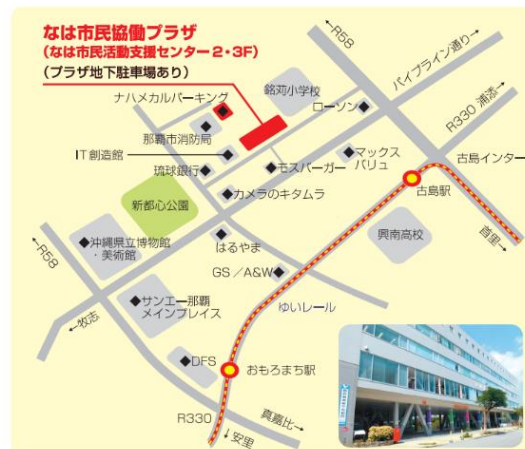 なは市民協働プラザ
(なは市民活動支援センター2・3F)
(プラザ地下駐車場あり)
ナハメカルパーキング
那覇市消防局
IT創造館
琉球銀行
新都心公園
沖縄県立博物館
・美術館
銘苅小学校
ローソン
モスバーガー
カメラのキタムラ
はるやま
GS/A&W
マックス
バリュ
←R58
パイプライン通り→
R330 浦添→
古島インター
古島駅
首里→
興南高校
ゆいレール
←R58
←牧志
サンエー那覇
メインプレイス
DFS
おもろまち駅
R330
↓安里
真嘉比→